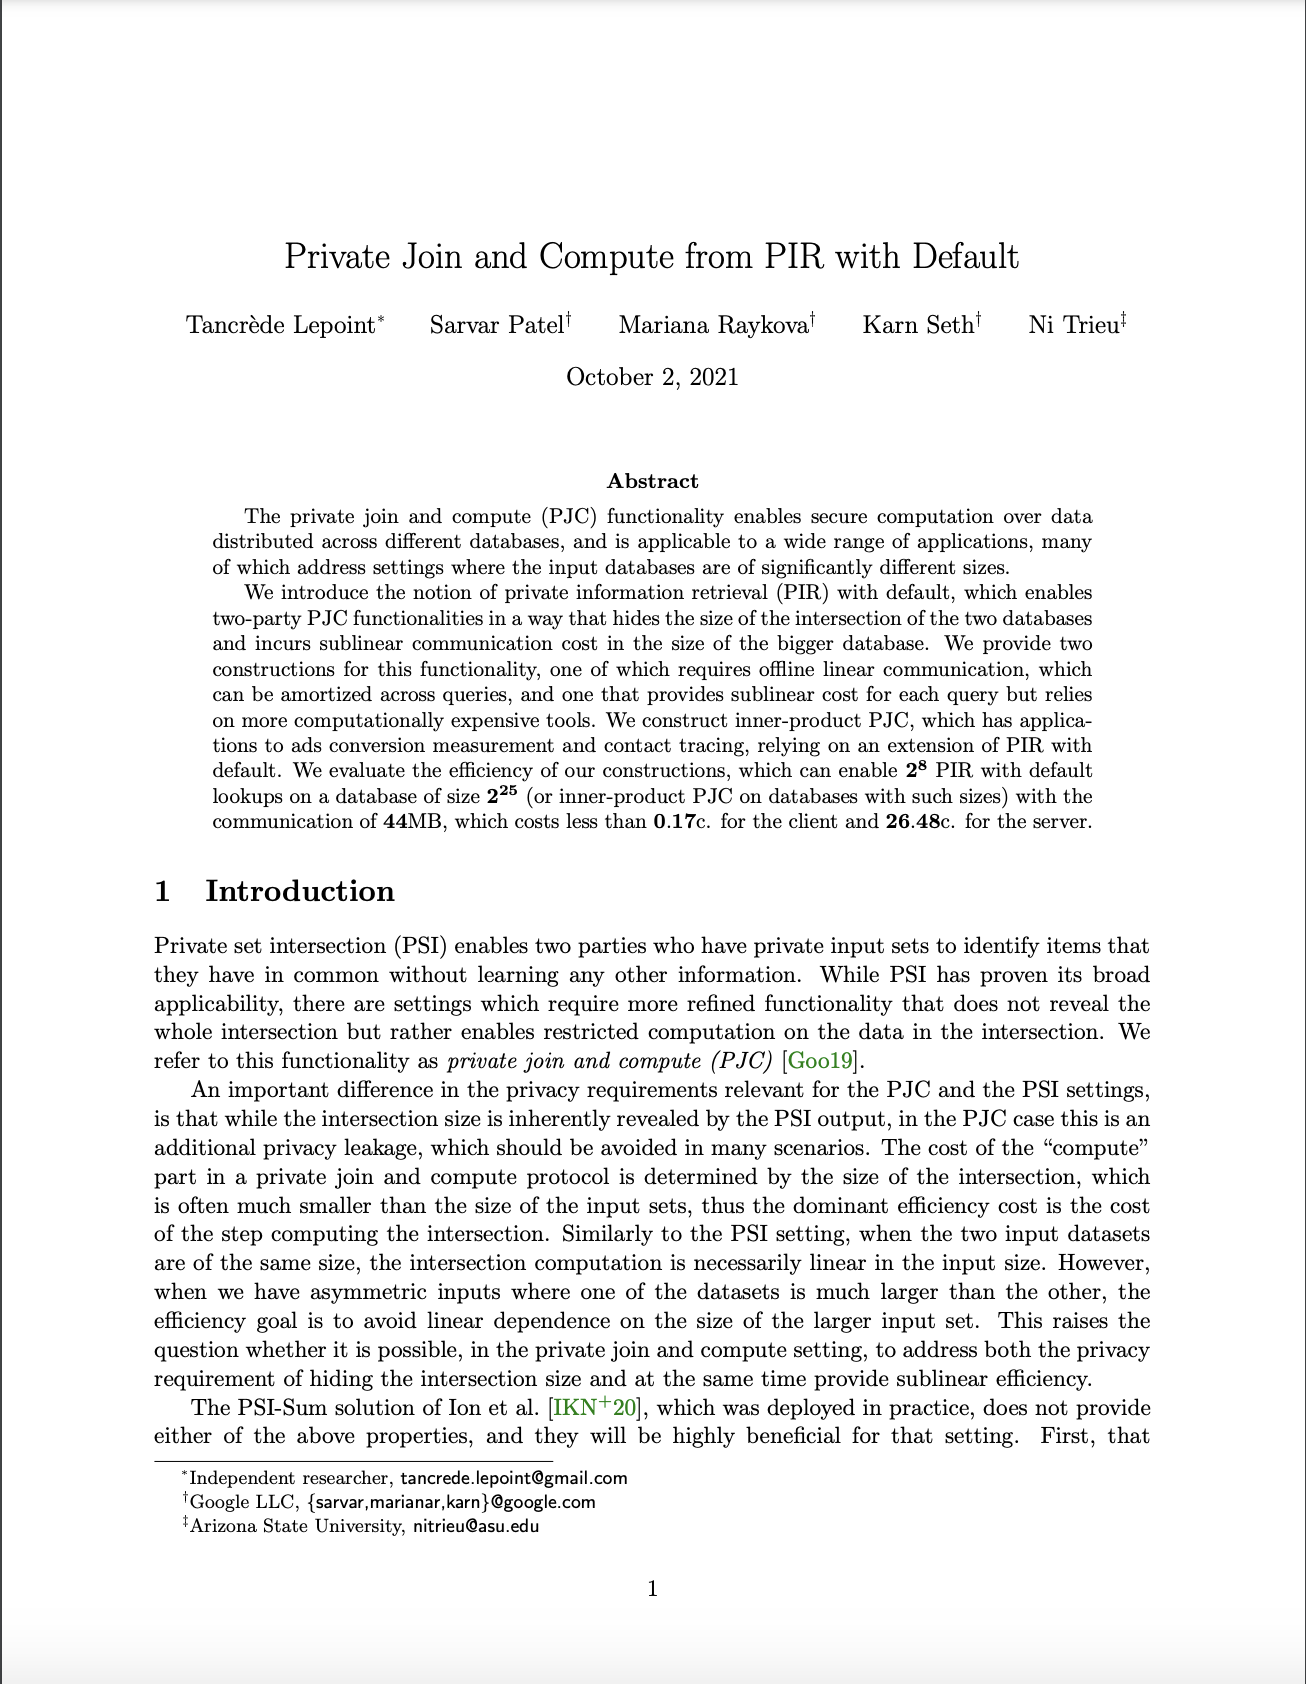 Private Join and Compute from PIR with Default
Tancrède Lepoint* Sarvar Patel† Mariana Raykova† Karn Seth† Ni Trieu‡
October 2, 2021
Abstract
The private join and compute (PJC) functionality enables secure computation over data
distributed across different databases, and is applicable to a wide range of applications, many
of which address settings where the input databases are of significantly different sizes.
We introduce the notion of private information retrieval (PIR) with default, which enables
two-party PJC functionalities in a way that hides the size of the intersection of the two databases
and incurs sublinear communication cost in the size of the bigger database. We provide two
constructions for this functionality, one of which requires offline linear communication, which
can be amortized across queries, and one that provides sublinear cost for each query but relies
on more computationally expensive tools. We construct inner-product PJC, which has applica-
tions to ads conversion measurement and contact tracing, relying on an extension of PIR with
default. We evaluate the efficiency of our constructions, which can enable 2⁸ PIR with default
lookups on a database of size 2²⁵ (or inner-product PJC on databases with such sizes) with the
communication of 44MB, which costs less than 0.17c. for the client and 26.48c. for the server.
1 Introduction
Private set intersection (PSI) enables two parties who have private input sets to identify items that
they have in common without learning any other information. While PSI has proven its broad
applicability, there are settings which require more refined functionality that does not reveal the
whole intersection but rather enables restricted computation on the data in the intersection. We
refer to this functionality as private join and compute (PJC) [Goo19].
An important difference in the privacy requirements relevant for the PJC and the PSI settings,
is that while the intersection size is inherently revealed by the PSI output, in the PJC case this is an
additional privacy leakage, which should be avoided in many scenarios. The cost of the “compute”
part in a private join and compute protocol is determined by the size of the intersection, which
is often much smaller than the size of the input sets, thus the dominant efficiency cost is the cost
of the step computing the intersection. Similarly to the PSI setting, when the two input datasets
are of the same size, the intersection computation is necessarily linear in the input size. However,
when we have asymmetric inputs where one of the datasets is much larger than the other, the
efficiency goal is to avoid linear dependence on the size of the larger input set. This raises the
question whether it is possible, in the private join and compute setting, to address both the privacy
requirement of hiding the intersection size and at the same time provide sublinear efficiency.
The PSI-Sum solution of Ion et al. [IKN⁺20], which was deployed in practice, does not provide
either of the above properties, and they will be highly beneficial for that setting. First, that
*Independent researcher, tancrede.lepoint@gmail.com
†Google LLC, {sarvar,marianar,karn}@google.com
‡Arizona State University, nitrieu@asu.edu
1